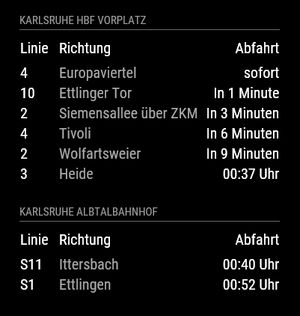 KARLSRUHE HBF VORPLATZ
Linie Richtung Abfahrt
4 Europaviertel sofort
10 Ettlinger Tor In 1 Minute
2 Siemensallee über ZKM In 3 Minuten
4 Tivoli In 6 Minuten
2 Wolfartsweier In 9 Minuten
3 Heide 00:37 Uhr
KARLSRUHE ALBTALBAHNHOF
Linie Richtung Abfahrt
S11 Ittersbach 00:40 Uhr
S1 Ettlingen 00:52 Uhr